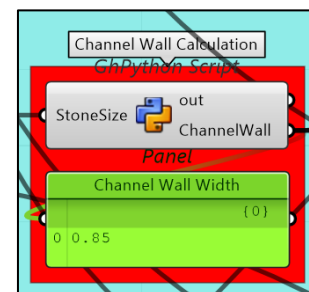 Channel Wall Calculation
GhPython Script
StoneSize
out
ChannelWall
Panel
Channel Wall Width
{0}
0 0.85